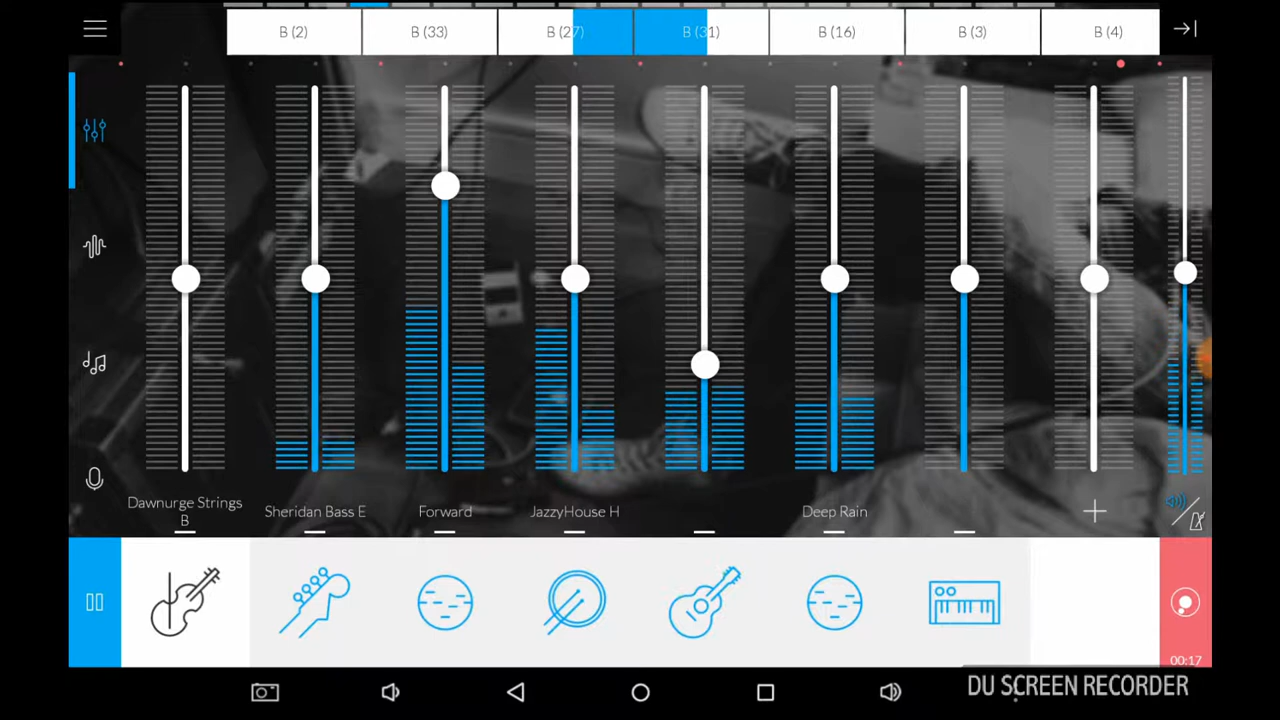 B (2)
B (33)
B (27)
B (31)
B (16)
B (3)
B (4)
Dawnurge Strings
B
Sheridan Bass E
Forward
JazzyHouse H
Deep Rain
00:17
DU SCREEN RECORDER